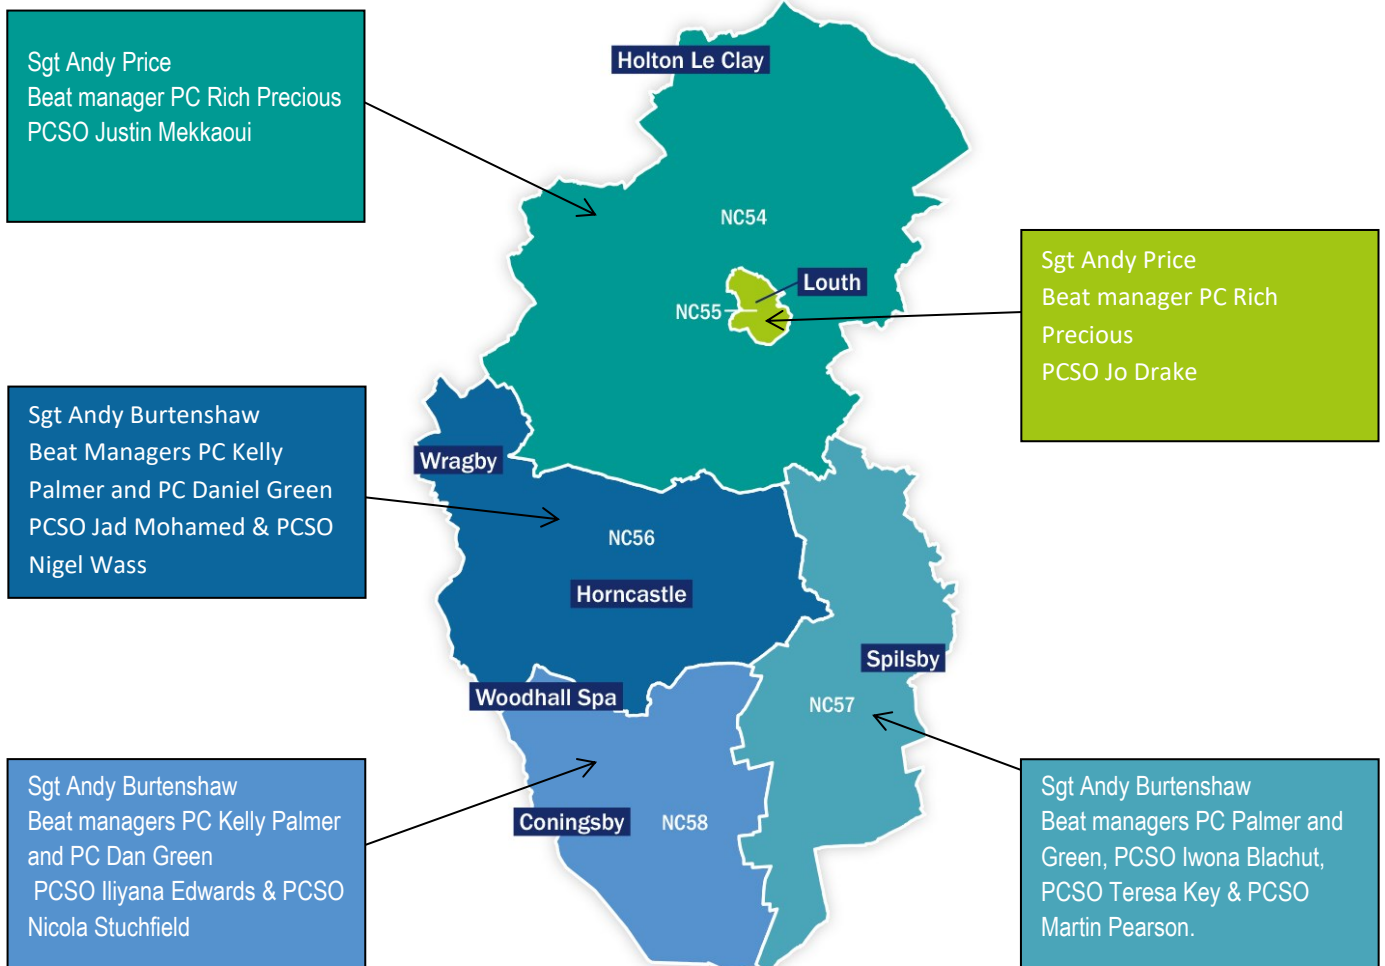 Sgt Andy Price
Beat manager PC Rich Precious
PCSO Justin Mekkaoui
Holton Le Clay
NC54
Louth
NC55
Sgt Andy Price
Beat manager PC Rich
Precious
PCSO Jo Drake
Sgt Andy Burtenshaw
Beat Managers PC Kelly
Palmer and PC Daniel Green
PCSO Jad Mohamed & PCSO
Nigel Wass
Wragby
NC56
Horncastle
Spilsby
Woodhall Spa
NC57
Sgt Andy Burtenshaw
Beat managers PC Kelly Palmer
and PC Dan Green
PCSO Iliyana Edwards & PCSO
Nicola Stuchfield
Coningsby
NC58
Sgt Andy Burtenshaw
Beat managers PC Palmer and
Green, PCSO Iwona Blachut,
PCSO Teresa Key & PCSO
Martin Pearson.